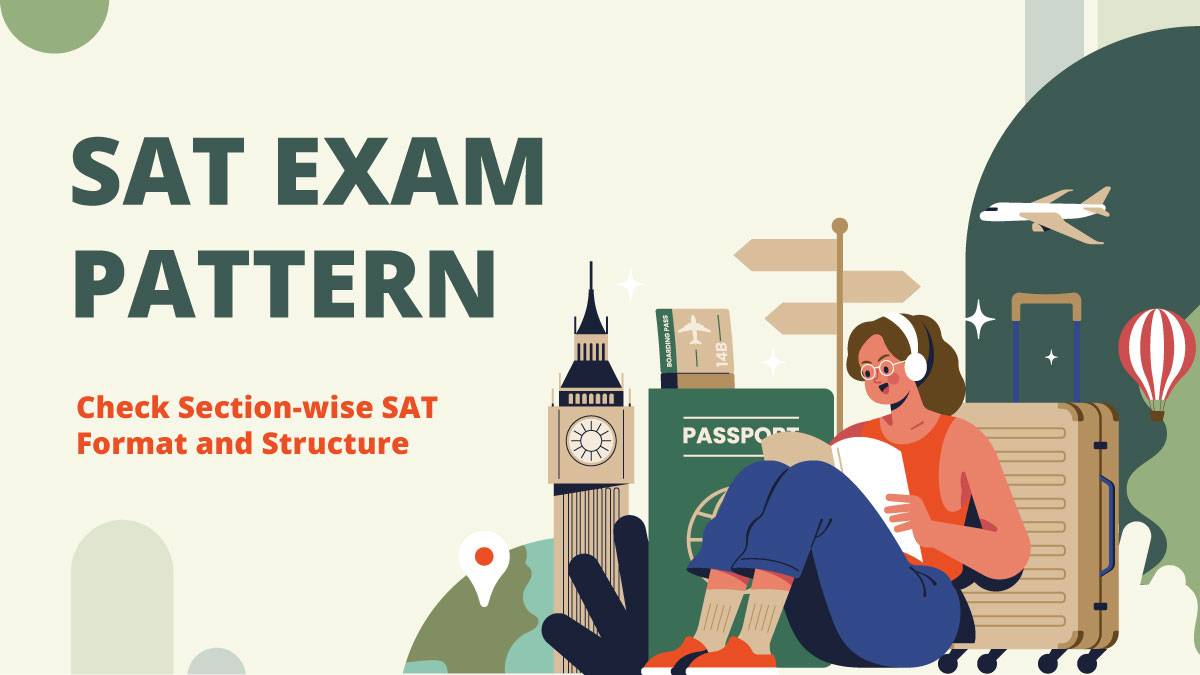 SAT EXAM
PATTERN
Check Section-wise SAT
Format and Structure
BOARDING PASS
14B
PASSPORT